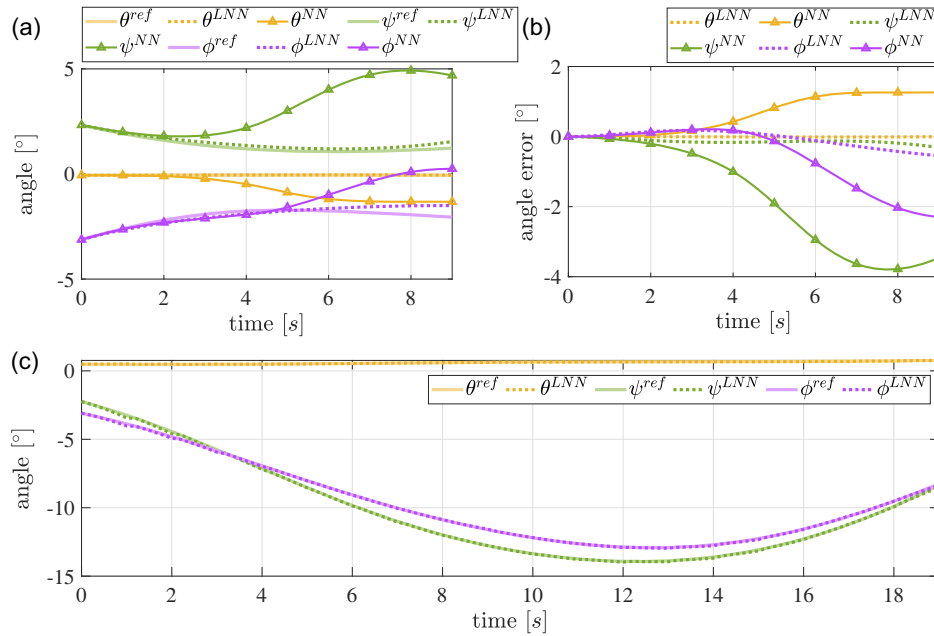 (a)
θ^ref θ^LNN θ^NN ψ^ref ψ^LNN
ψ^NN φ^ref φ^LNN φ^NN
5
0
-5
angle [°]
0 2 4 6 8
time [s]
(b)
θ^LNN θ^NN ψ^LNN
ψ^NN φ^LNN φ^NN
2
0
-2
-4
angle error [°]
0 2 4 6 8
time [s]
(c)
θ^ref θ^LNN ψ^ref ψ^LNN φ^ref φ^LNN
0
-5
-10
-15
angle [°]
0 2 4 6 8 10 12 14 16 18
time [s]